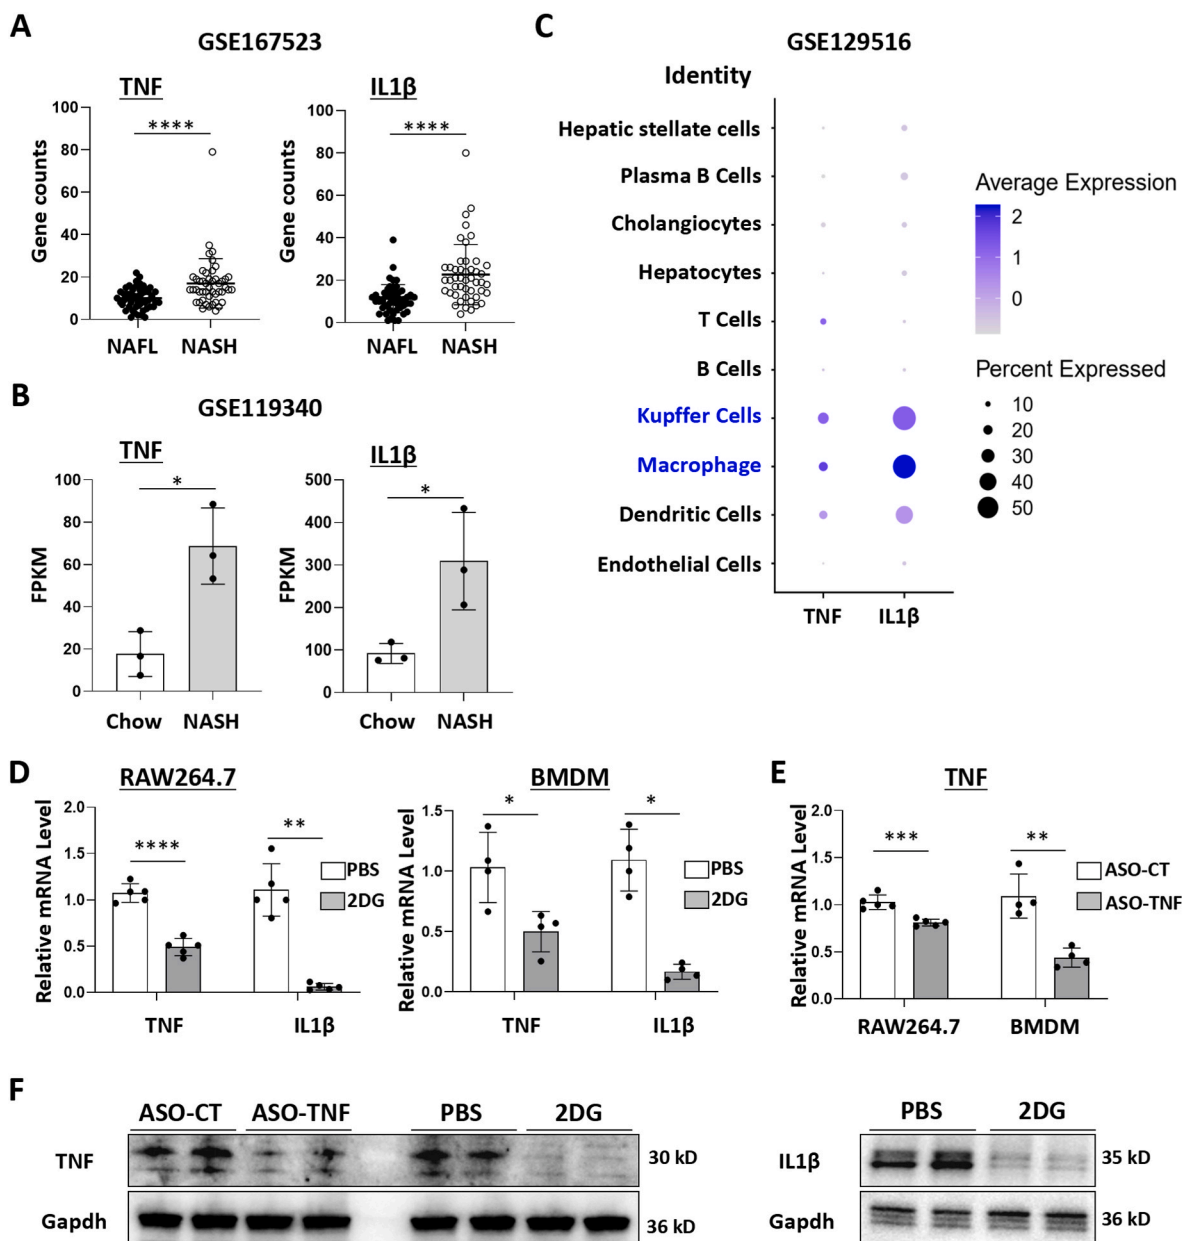 A
GSE167523
TNF
IL1β
Gene counts
100
80
60
40
20
0
****
NAFL
NASH
Gene counts
100
80
60
40
20
0
****
NAFL
NASH
B
GSE119340
TNF
IL1β
FPKM
100
80
60
40
20
0
*
Chow
NASH
FPKM
500
400
300
200
100
0
*
Chow
NASH
C
GSE129516
Identity
Hepatic stellate cells
Plasma B Cells
Cholangiocytes
Hepatocytes
T Cells
B Cells
Kupffer Cells
Macrophage
Dendritic Cells
Endothelial Cells
TNF
IL1β
Average Expression
2
1
0
Percent Expressed
10
20
30
40
50
D
RAW264.7
Relative mRNA Level
2.0
1.5
1.0
0.5
0.0
****
**
PBS
2DG
TNF
IL1β
BMDM
Relative mRNA Level
1.5
1.0
0.5
0.0
*
*
PBS
2DG
TNF
IL1β
E
TNF
Relative mRNA Level
2.0
1.5
1.0
0.5
0.0
***
**
ASO-CT
ASO-TNF
RAW264.7
BMDM
F
ASO-CT
ASO-TNF
PBS
2DG
TNF
30 kD
Gapdh
36 kD
PBS
2DG
IL1β
35 kD
Gapdh
36 kD